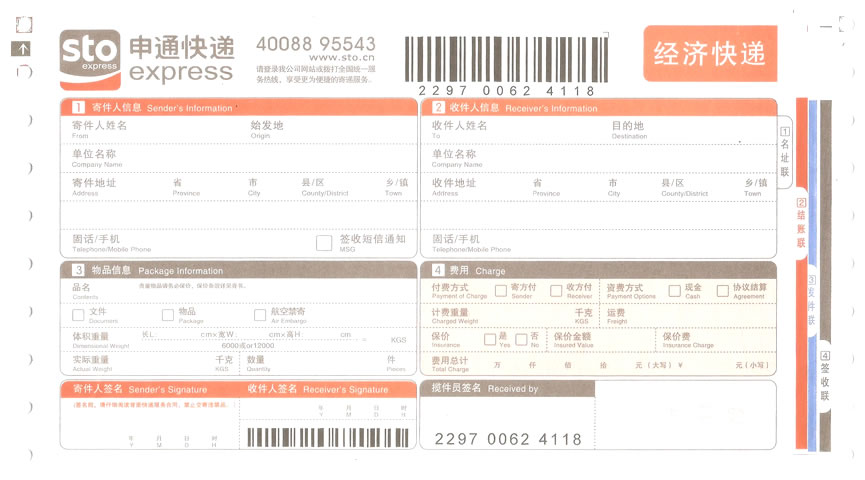 sto express 申通快递 express
40088 95543
www.sto.cn
请登录我公司网站或拨打全国统一服
务热线，享受更为便捷的寄递服务。
2297 0062 4118
经济快递
1 寄件人信息 Sender's Information
寄件人姓名 始发地
From Origin
单位名称
Company Name
寄件地址 省 市 县/区 乡/镇
Address Province City County/District Town
固话/手机 签收短信通知
Telephone/Mobile Phone MSG
2 收件人信息 Receiver's Information
收件人姓名 目的地
To Destination
单位名称
Company Name
收件地址 省 市 县/区 乡/镇
Address Province City County/District Town
固话/手机
Telephone/Mobile Phone
3 物品信息 Package Information
品名
Contents
文件 物品 航空禁寄
Document Package Air Embargo
体积重量 长L: cm×宽W: cm×高H: cm = KGS
Dimensional Weight 6000或or12000
实际重量 千克 数量 件
Actual Weight KGS Quantity Pieces
4 费用 Charge
付费方式 寄方付 收方付 资费方式 现金 协议结算
Payment of Charge Sender Receiver Payment Options Cash Agreement
计费重量 千克 运费
Charged Weight KGS Freight
保价 是 否 保价金额 保价费
Insurance Yes No Insured Value Insurance Charge
费用总计 万 仟 佰 拾 元（大写）￥ 元（小写）
Total Charge
寄件人签名 Sender's Signature
年 月 日 时
Y M D H
收件人签名 Receiver's Signature
年 月 日 时
Y M D H
揽件员签名 Received by
2297 0062 4118
1 名址联
2 结账联
3 发件联
4 签收联